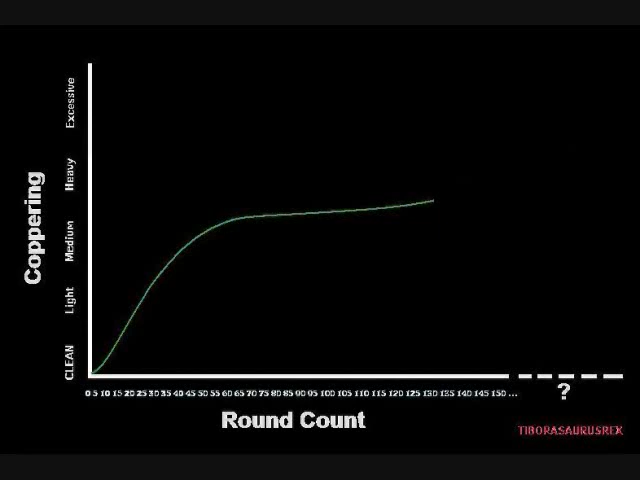 Excessive
Heavy
Medium
Light
CLEAN
Coppering
0 5 10 15 20 25 30 35 40 45 50 55 60 65 70 75 80 85 90 95 100 105 110 115 120 125 130 135 140 145 150 ...
?
Round Count
TIBORASAURUSREX